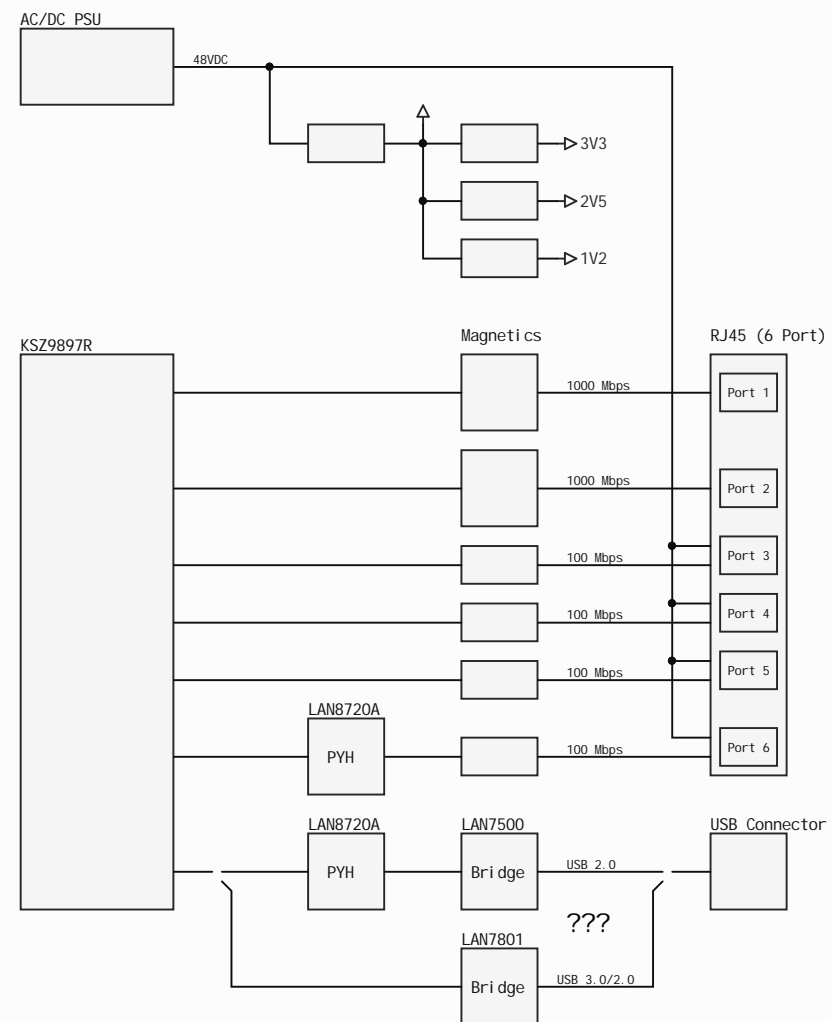 AC/DC PSU
48VDC
3V3
2V5
1V2
KSZ9897R
Magnetics
RJ45 (6 Port)
1000 Mbps
Port 1
1000 Mbps
Port 2
100 Mbps
Port 3
100 Mbps
Port 4
100 Mbps
Port 5
LAN8720A
PYH
100 Mbps
Port 6
LAN8720A
LAN7500
USB Connector
PYH
Bridge
USB 2.0
???
LAN7801
Bridge
USB 3.0/2.0